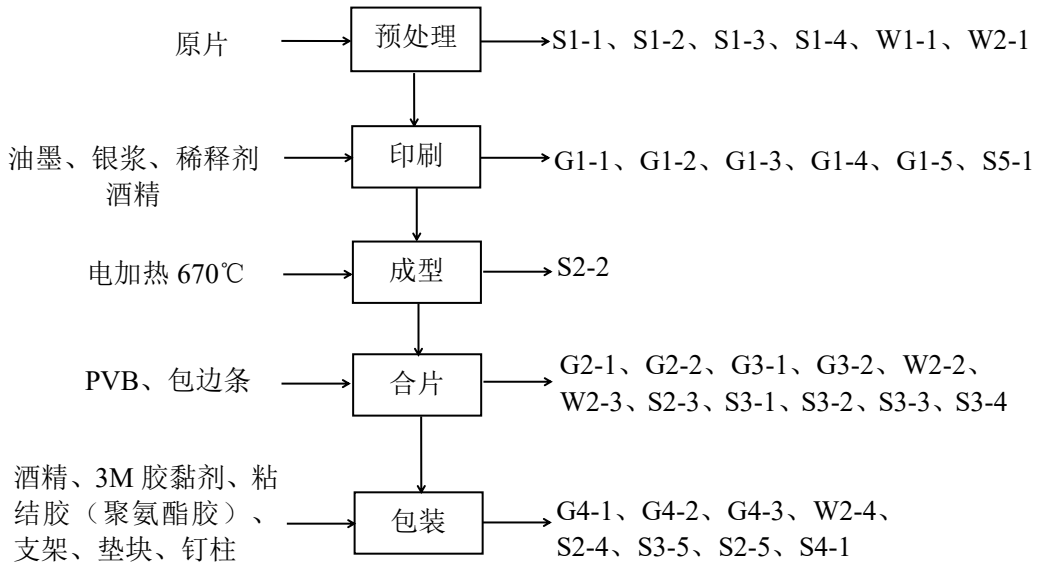 原片
预处理
S1-1、S1-2、S1-3、S1-4、W1-1、W2-1
油墨、银浆、稀释剂
酒精
印刷
G1-1、G1-2、G1-3、G1-4、G1-5、S5-1
电加热 670℃
成型
S2-2
PVB、包边条
合片
G2-1、G2-2、G3-1、G3-2、W2-2、
W2-3、S2-3、S3-1、S3-2、S3-3、S3-4
酒精、3M 胶黏剂、粘
结胶（聚氨酯胶）、
支架、垫块、钉柱
包装
G4-1、G4-2、G4-3、W2-4、
S2-4、S3-5、S2-5、S4-1